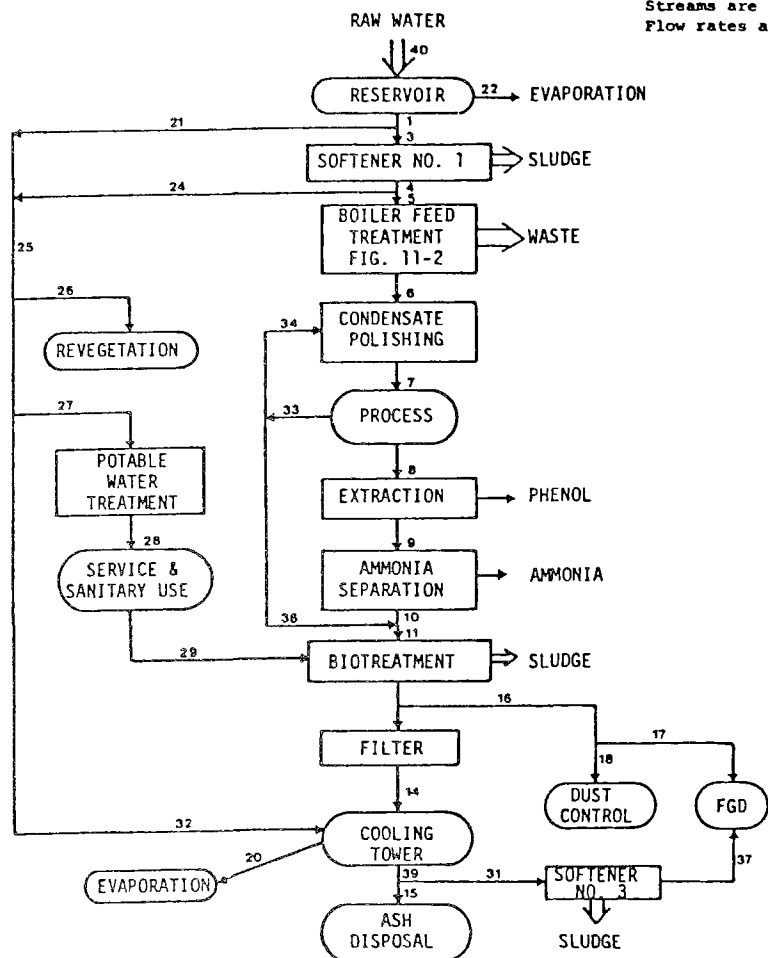 Streams are
Flow rates a
RAW WATER
40
RESERVOIR
22
EVAPORATION
21
1
3
SOFTENER NO. 1
SLUDGE
24
4
5
BOILER FEED
TREATMENT
FIG. 11-2
WASTE
25
6
26
34
CONDENSATE
POLISHING
REVEGETATION
7
27
33
PROCESS
POTABLE
WATER
TREATMENT
8
EXTRACTION
PHENOL
28
9
SERVICE &
SANITARY USE
AMMONIA
SEPARATION
AMMONIA
36
10
11
29
BIOTREATMENT
SLUDGE
16
FILTER
17
18
14
DUST
CONTROL
FGD
32
COOLING
TOWER
20
37
EVAPORATION
39
31
15
SOFTENER
NO. 3
ASH
DISPOSAL
SLUDGE